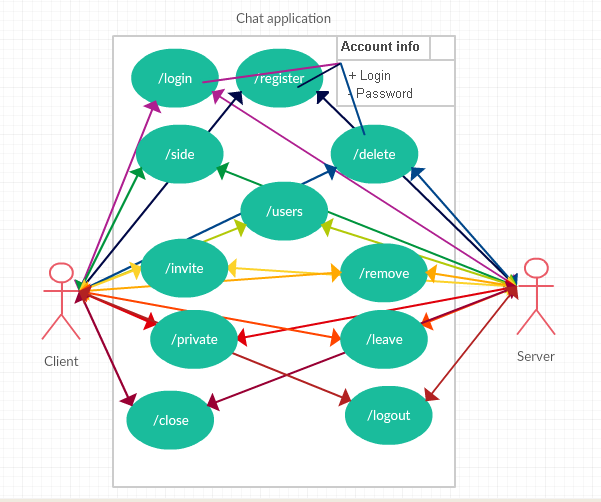 Chat application
Account info
+ Login
- Password
/login
/register
/side
/delete
/users
/invite
/remove
/private
/leave
/close
/logout
Client
Server